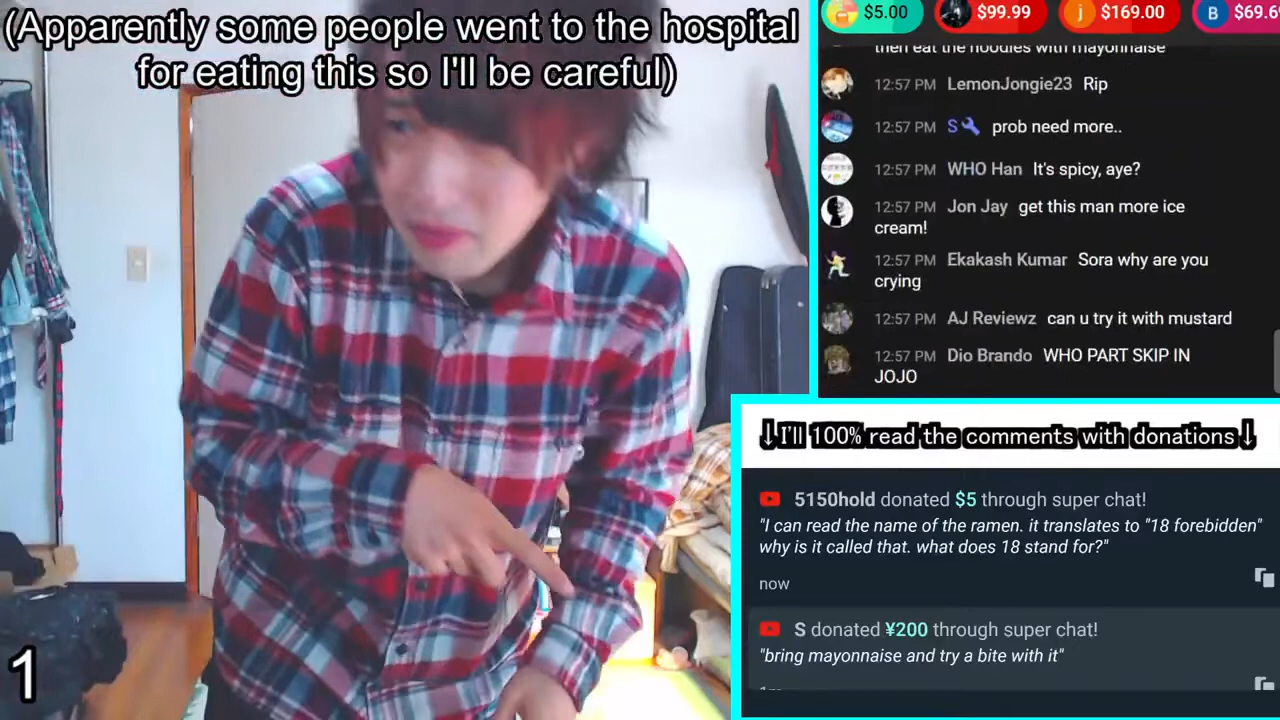 (Apparently some people went to the hospital
for eating this so I'll be careful)
1
$5.00
$99.99
j $169.00
B
then eat the noodles with mayonnaise
12:57 PM LemonJongie23 Rip
12:57 PM S prob need more..
12:57 PM WHO Han It's spicy, aye?
12:57 PM Jon Jay get this man more ice
cream!
12:57 PM Ekakash Kumar Sora why are you
crying
12:57 PM AJ Reviewz can u try it with mustard
12:57 PM Dio Brando WHO PART SKIP IN
JOJO
↓I'll 100% read the comments with donations↓
5150hold donated $5 through super chat!
"I can read the name of the ramen. it translates to "18 forebidden"
why is it called that. what does 18 stand for?"
now
S donated ¥200 through super chat!
"bring mayonnaise and try a bite with it"